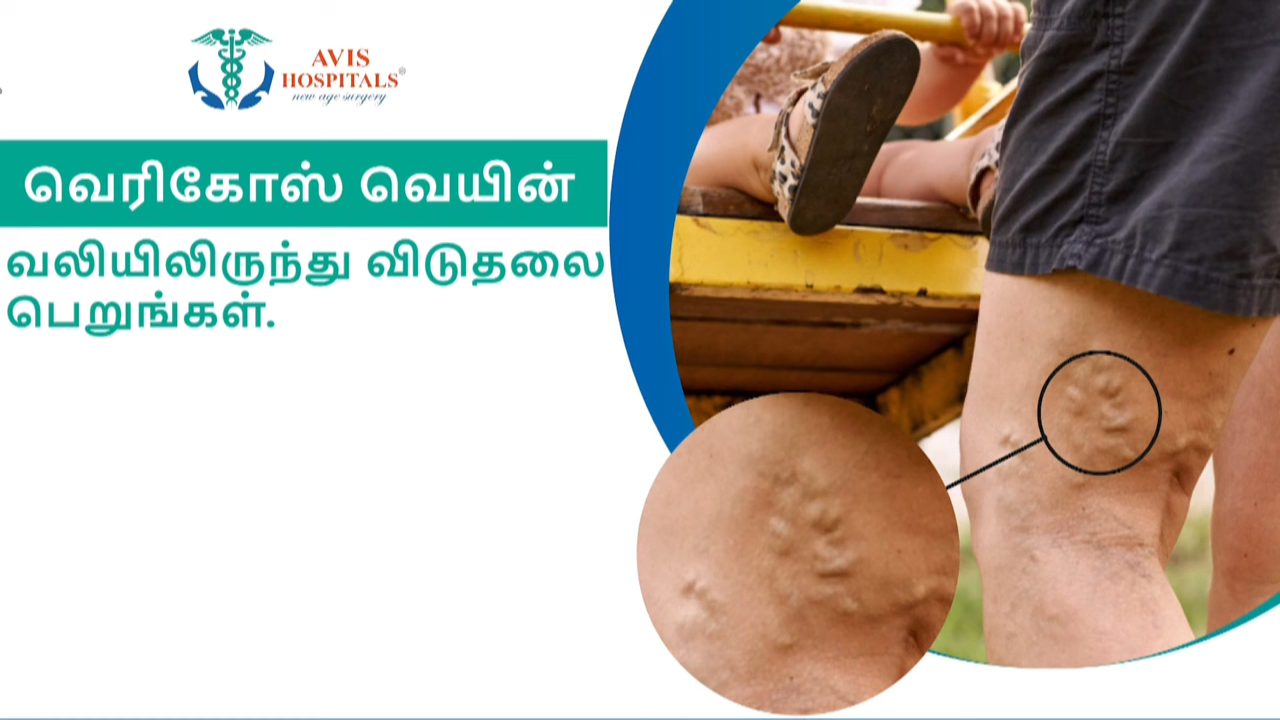 AVIS
HOSPITALS®
new age surgery
வெரிகோஸ் வெயின்
வலியிலிருந்து விடுதலை
பெறுங்கள்.